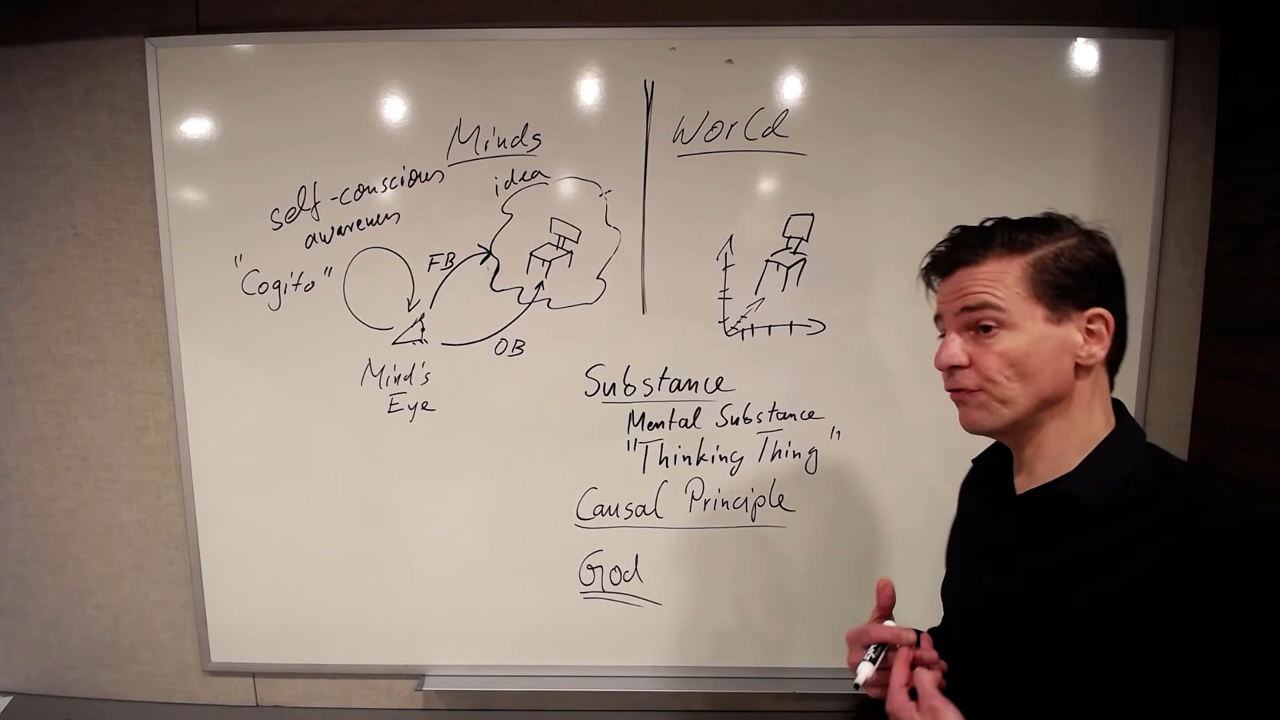 Minds
World
self-conscious
awareness
idea
"Cogito"
FB
OB
Mind's
Eye
Substance
Mental Substance
"Thinking Thing"
Causal Principle
God